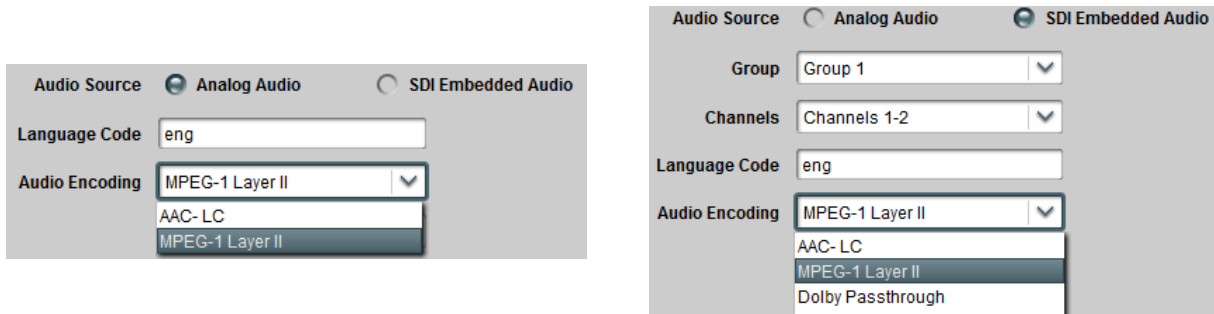 Audio Source Analog Audio SDI Embedded Audio
Language Code eng
Audio Encoding MPEG-1 Layer II
AAC- LC
MPEG-1 Layer II
Audio Source Analog Audio SDI Embedded Audio
Group Group 1
Channels Channels 1-2
Language Code eng
Audio Encoding MPEG-1 Layer II
AAC- LC
MPEG-1 Layer II
Dolby Passthrough